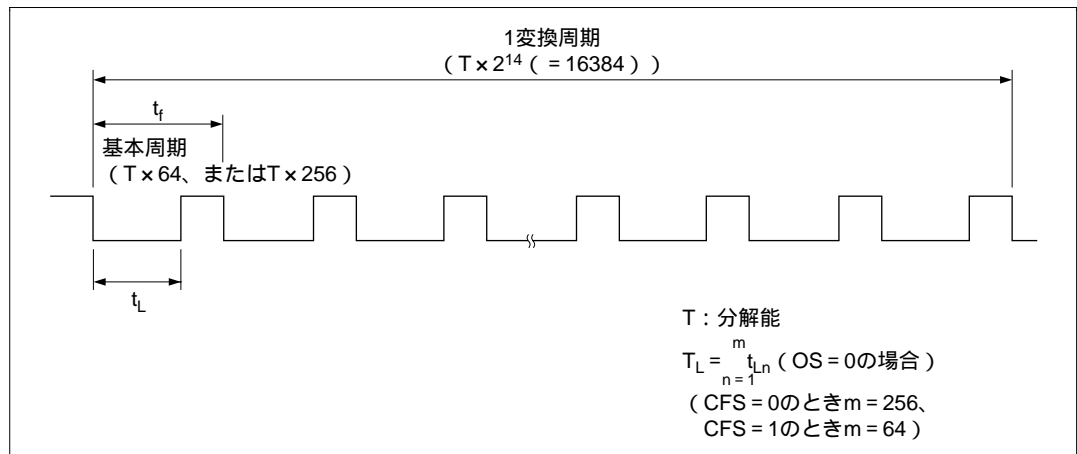 1変換周期
（T×2¹⁴（＝16384））
t_f
基本周期
（T×64、またはT×256）
t_L
T：分解能
m
T_L = t_Ln（OS＝0の場合）
n = 1
（CFS＝0のときm＝256、
CFS＝1のときm＝64）